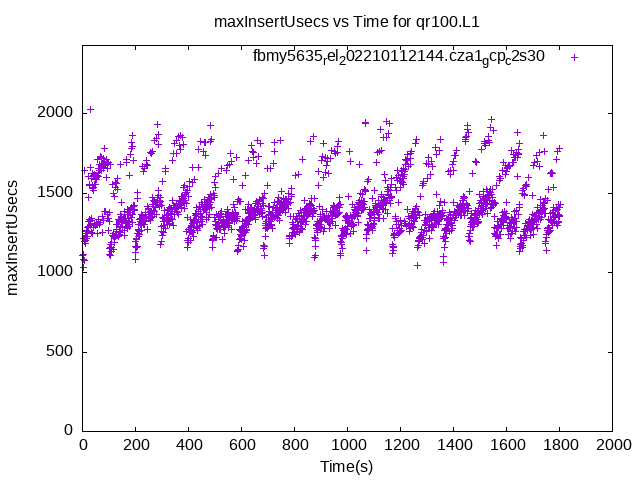 maxInsertUsecs vs Time for qr100.L1
fbmy5635_rel_202210112144.cza1_gcp_c2s30
maxInsertUsecs
2000
1500
1000
500
0
0 200 400 600 800 1000 1200 1400 1600 1800 2000
Time(s)